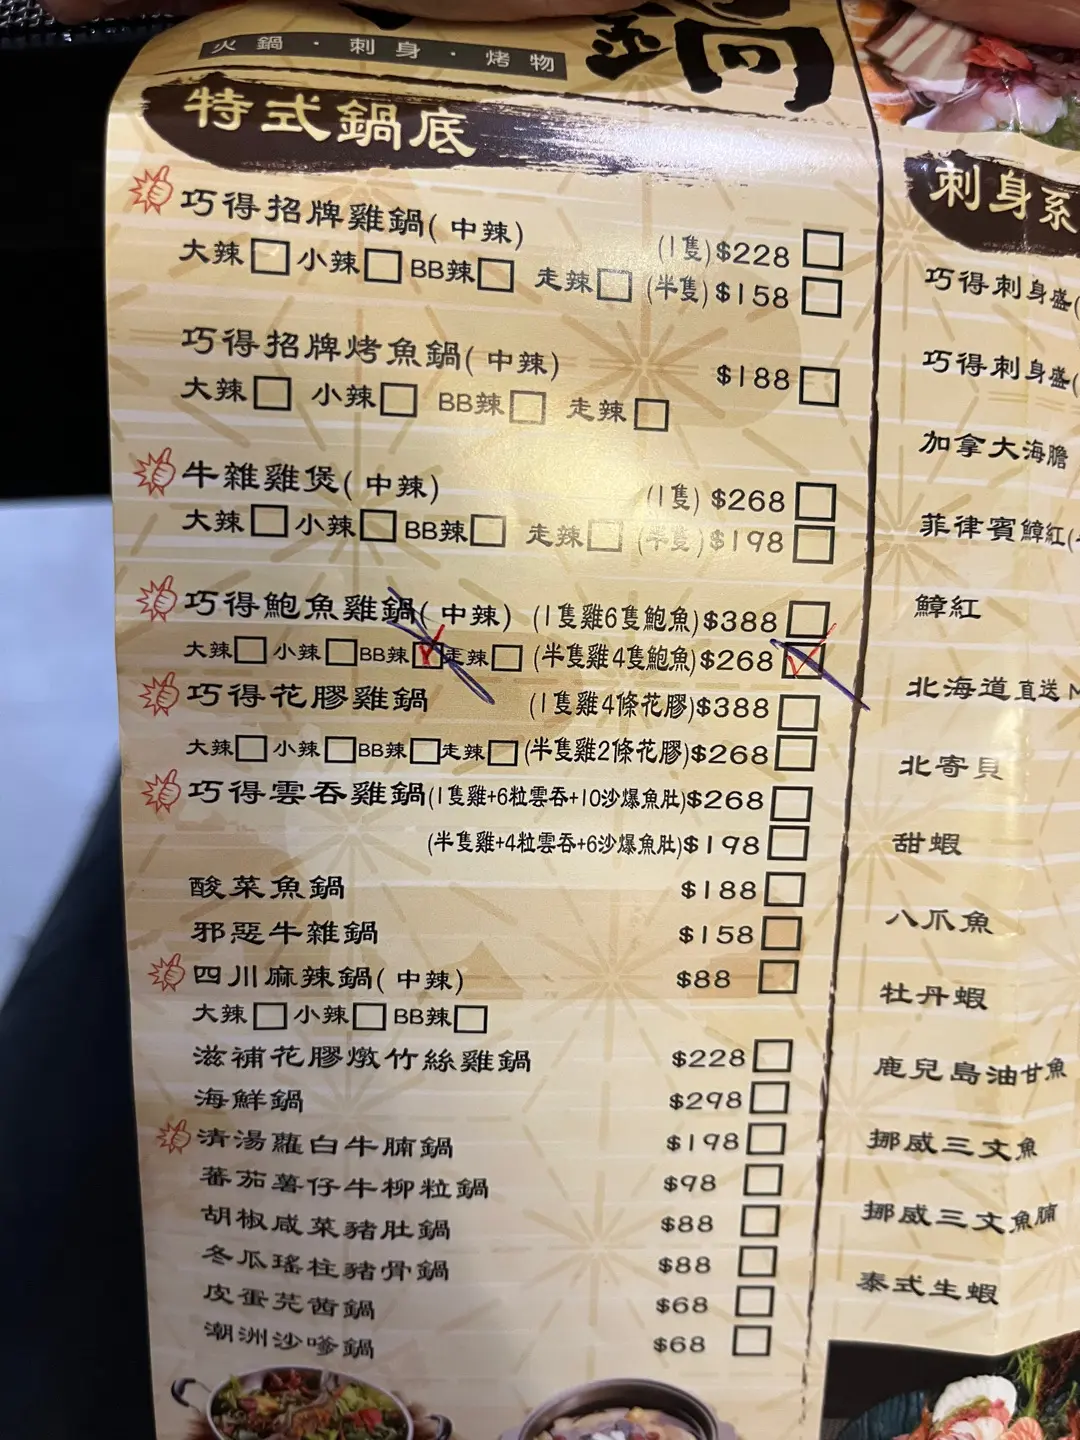 鍋
火鍋·刺身·烤物
特式鍋底
巧得招牌雞鍋(中辣) (1隻)$228
大辣 小辣 BB辣 走辣 (半隻)$158
巧得招牌烤魚鍋(中辣) $188
大辣 小辣 BB辣 走辣
牛雜雞煲(中辣) (1隻)$268
大辣 小辣 BB辣 走辣 (半隻)$198
巧得鮑魚雞鍋(中辣) (1隻雞6隻鮑魚)$388
大辣 小辣 BB辣 走辣 (半隻雞4隻鮑魚)$268
巧得花膠雞鍋 (1隻雞4條花膠)$388
大辣 小辣 BB辣 走辣 (半隻雞2條花膠)$268
巧得雲吞雞鍋(1隻雞+6粒雲吞+10沙爆魚肚)$268
(半隻雞+4粒雲吞+6沙爆魚肚)$198
酸菜魚鍋 $188
邪惡牛雜鍋 $158
四川麻辣鍋(中辣) $88
大辣 小辣 BB辣
滋補花膠燉竹絲雞鍋 $228
海鮮鍋 $298
清湯蘿白牛腩鍋 $198
蕃茄薯仔牛柳粒鍋 $98
胡椒咸菜豬肚鍋 $88
冬瓜瑤柱豬骨鍋 $88
皮蛋芫茜鍋 $68
潮洲沙嗲鍋 $68
刺身系
巧得刺身盛(
巧得刺身盛(
加拿大海膽
菲律賓鱆紅(
鱆紅
北海道直送
北寄貝
甜蝦
八爪魚
牡丹蝦
鹿兒島油甘魚
挪威三文魚
挪威三文魚腩
泰式生蝦